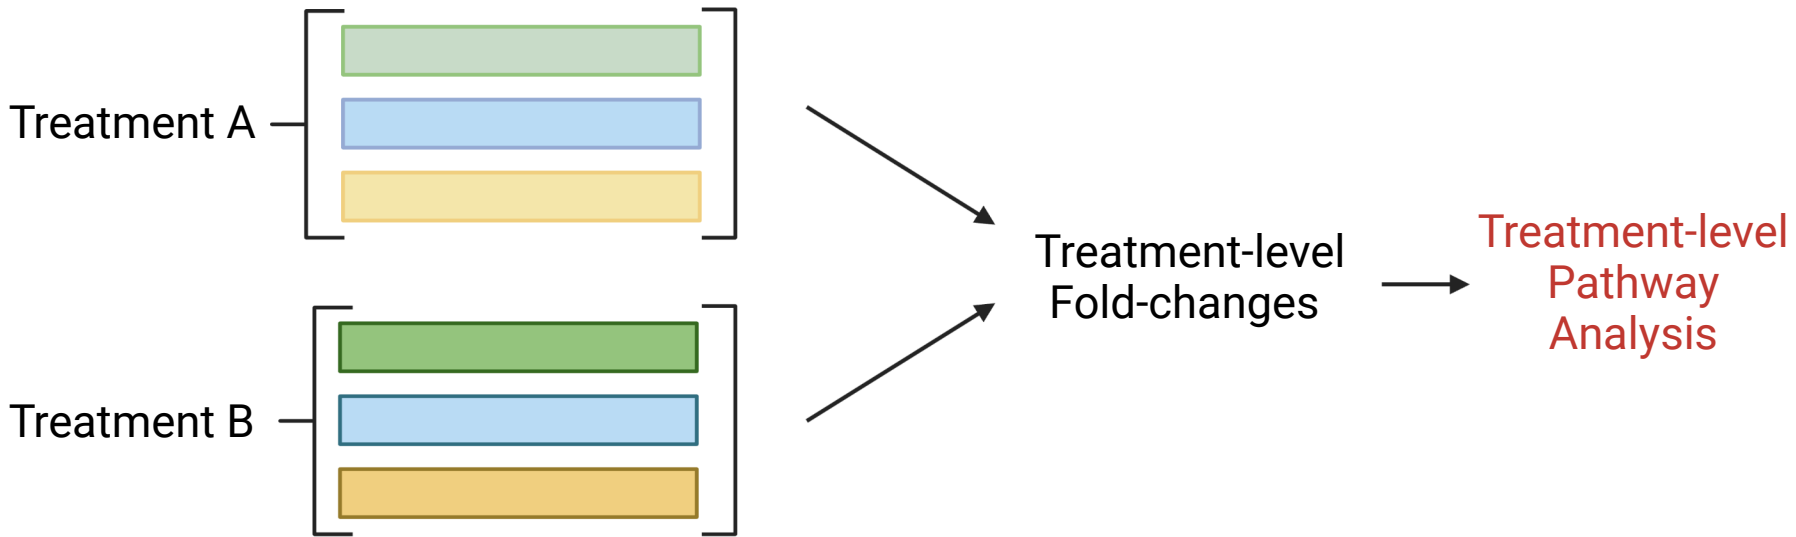 Treatment A
Treatment B
Treatment-level
Fold-changes
Treatment-level
Pathway
Analysis